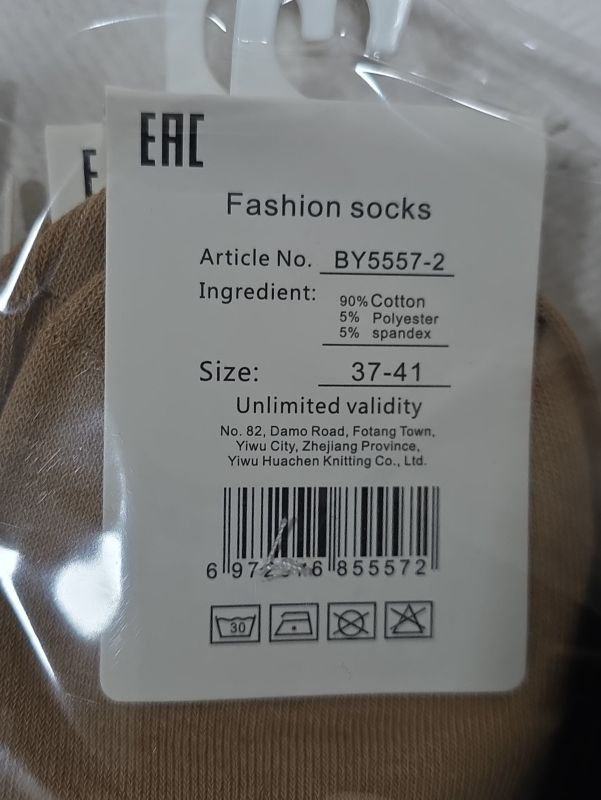 EAC
E
Fashion socks
Article No. BY5557-2
Ingredient: 90% Cotton
5% Polyester
5% spandex
Size: 37-41
Unlimited validity
No. 82, Damo Road, Fotang Town,
Yiwu City, Zhejiang Province,
Yiwu Huachen Knitting Co., Ltd.
6 855572
30